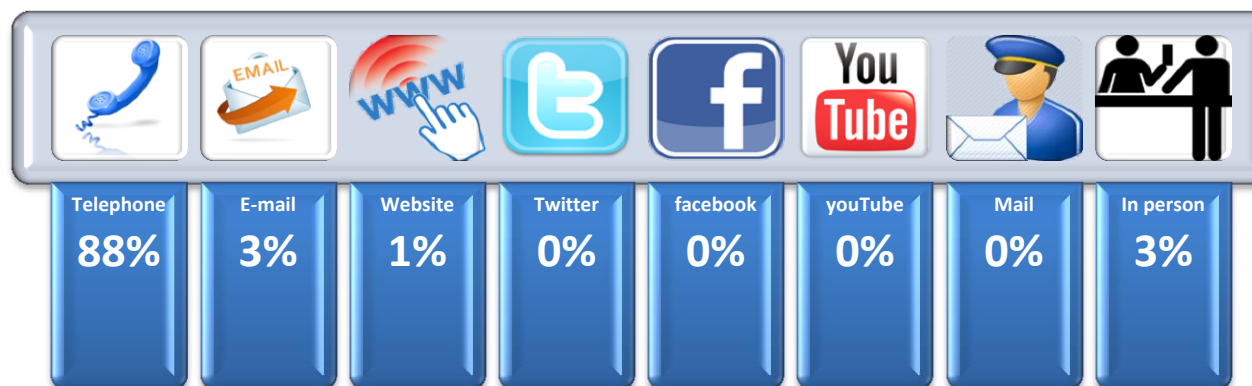 EMAIL
WWW
You
Tube
Telephone
88%
E-mail
3%
Website
1%
Twitter
0%
facebook
0%
youTube
0%
Mail
0%
In person
3%